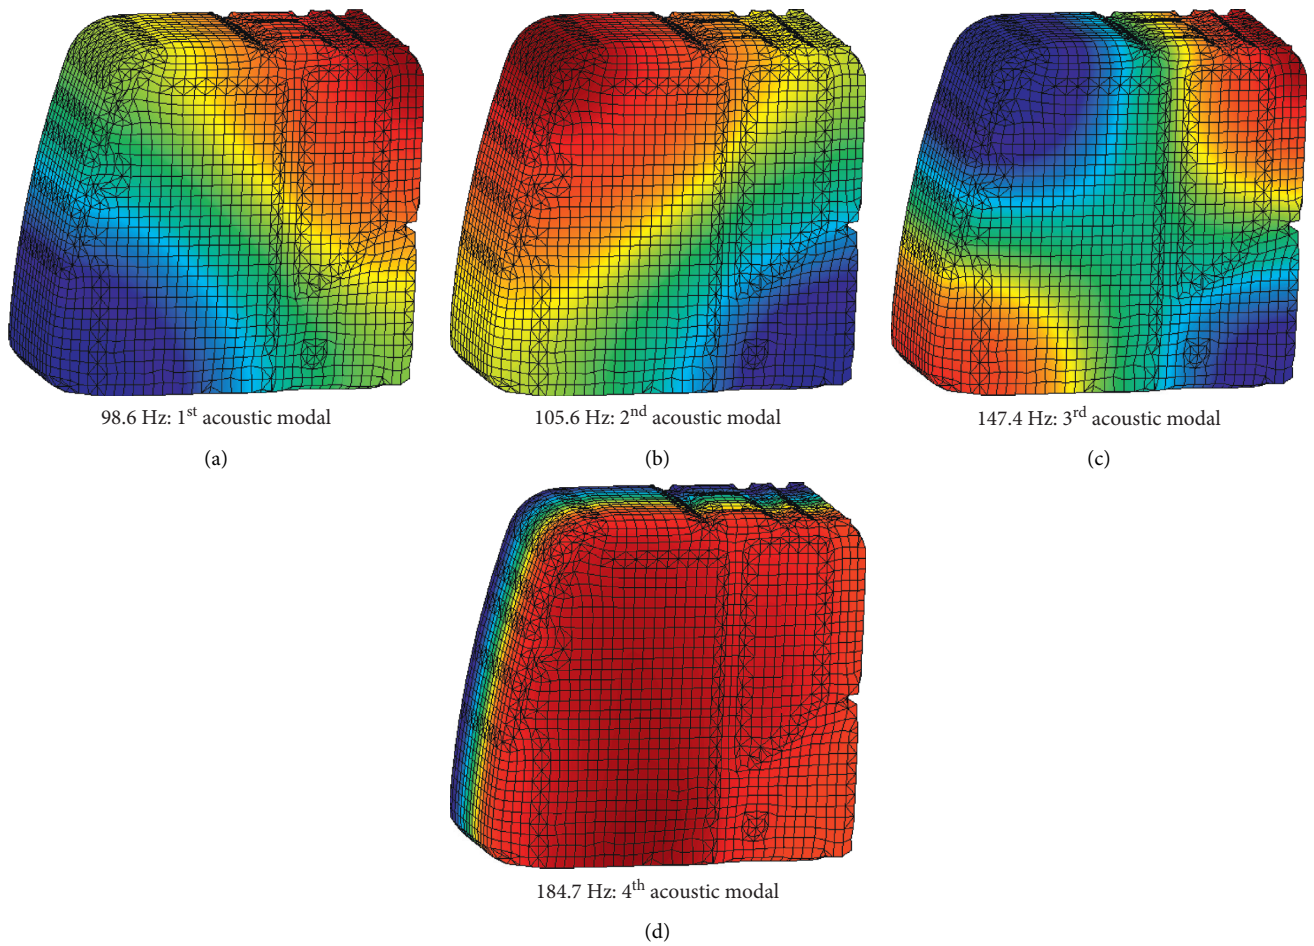 98.6 Hz: 1st acoustic modal
(a)
105.6 Hz: 2nd acoustic modal
(b)
147.4 Hz: 3rd acoustic modal
(c)
184.7 Hz: 4th acoustic modal
(d)